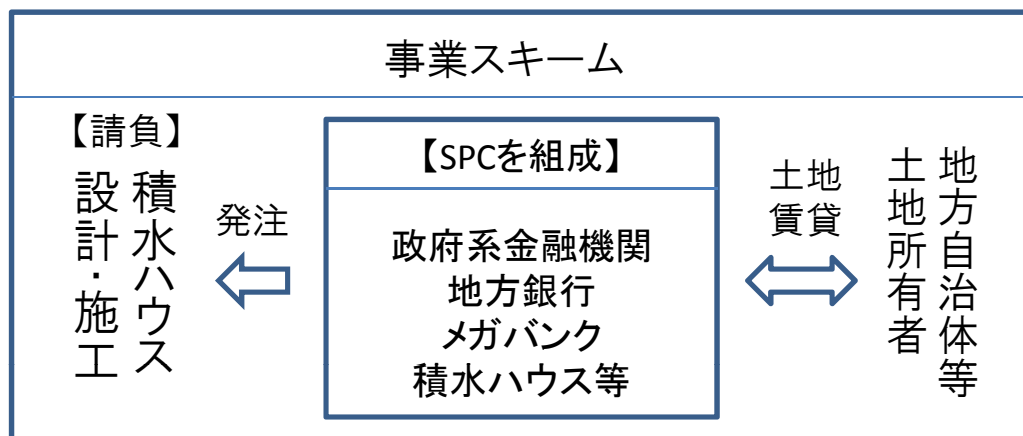 事業スキーム
【請負】
積水ハウス
設計・施工
発注
【SPCを組成】
政府系金融機関
地方銀行
メガバンク
積水ハウス等
土地
賃貸
地方自治体等
土地所有者